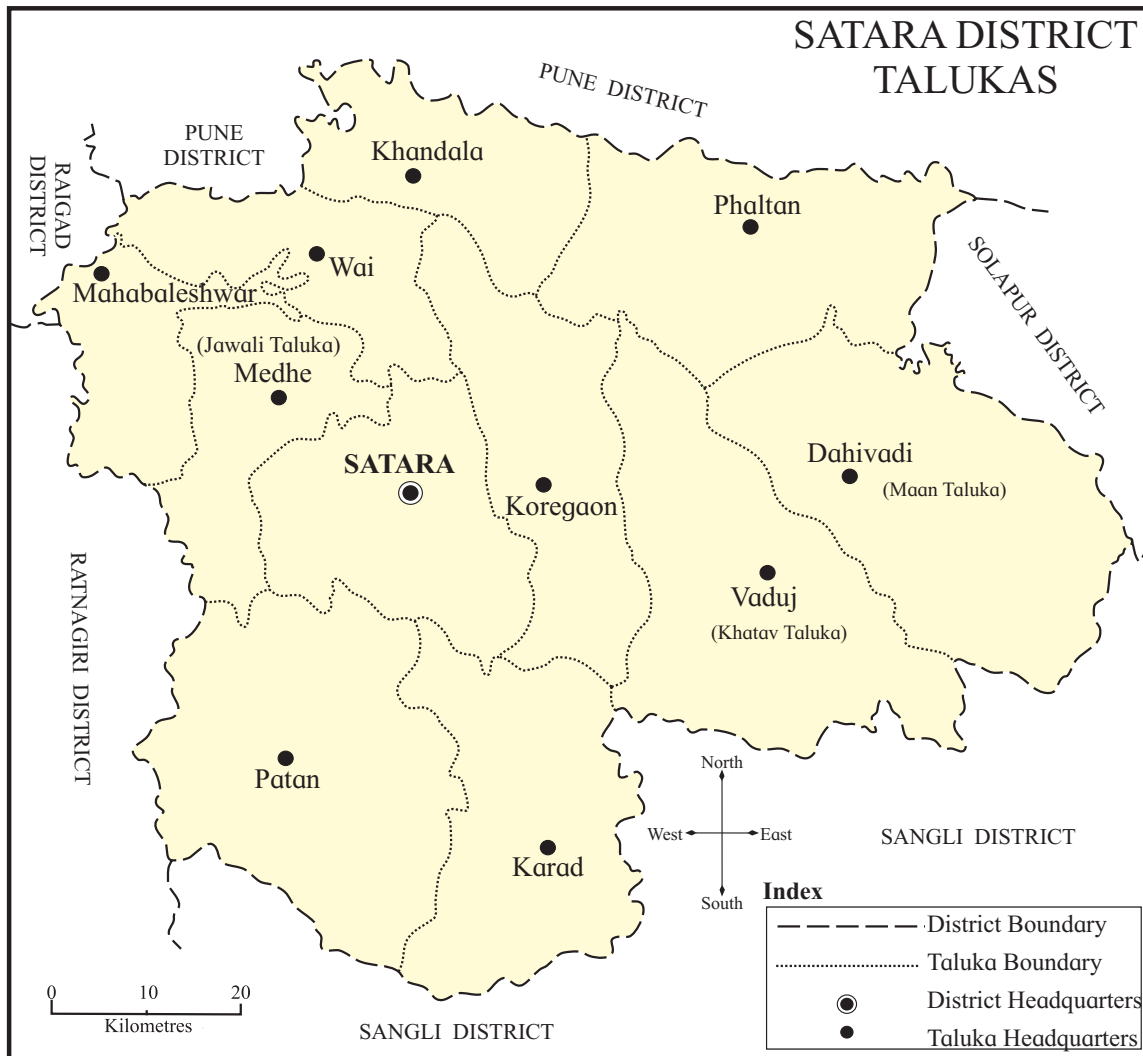 SATARA DISTRICT
TALUKAS
PUNE DISTRICT
PUNE
DISTRICT
RAIGAD
DISTRICT
Khandala
Phaltan
Wai
Mahabaleshwar
SOLAPUR DISTRICT
(Jawali Taluka)
Medhe
SATARA
Koregaon
Dahivadi
(Maan Taluka)
Vaduj
(Khatav Taluka)
RATNAGIRI DISTRICT
Patan
Karad
North
West
East
South
SANGLI DISTRICT
Index
District Boundary
Taluka Boundary
District Headquarters
Taluka Headquarters
0 10 20
Kilometres
SANGLI DISTRICT